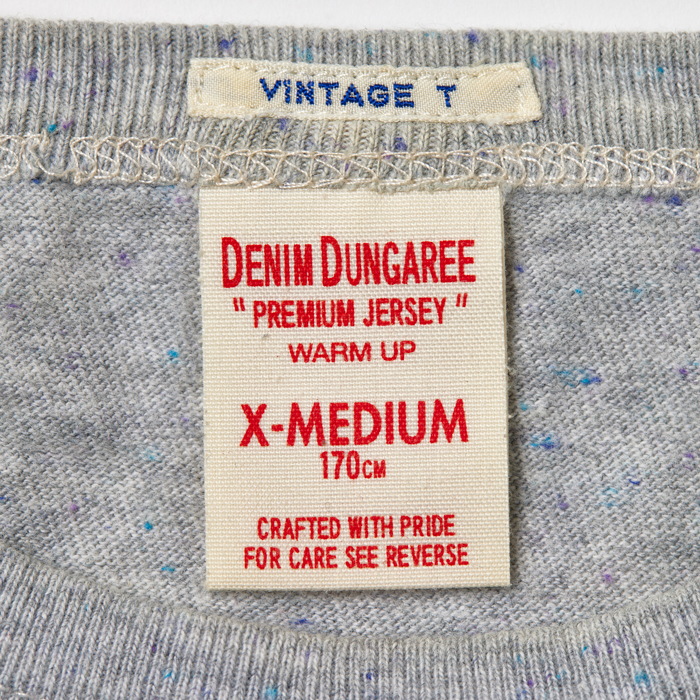 VINTAGE T
DENIM DUNGAREE
" PREMIUM JERSEY "
WARM UP
X-MEDIUM
170CM
CRAFTED WITH PRIDE
FOR CARE SEE REVERSE